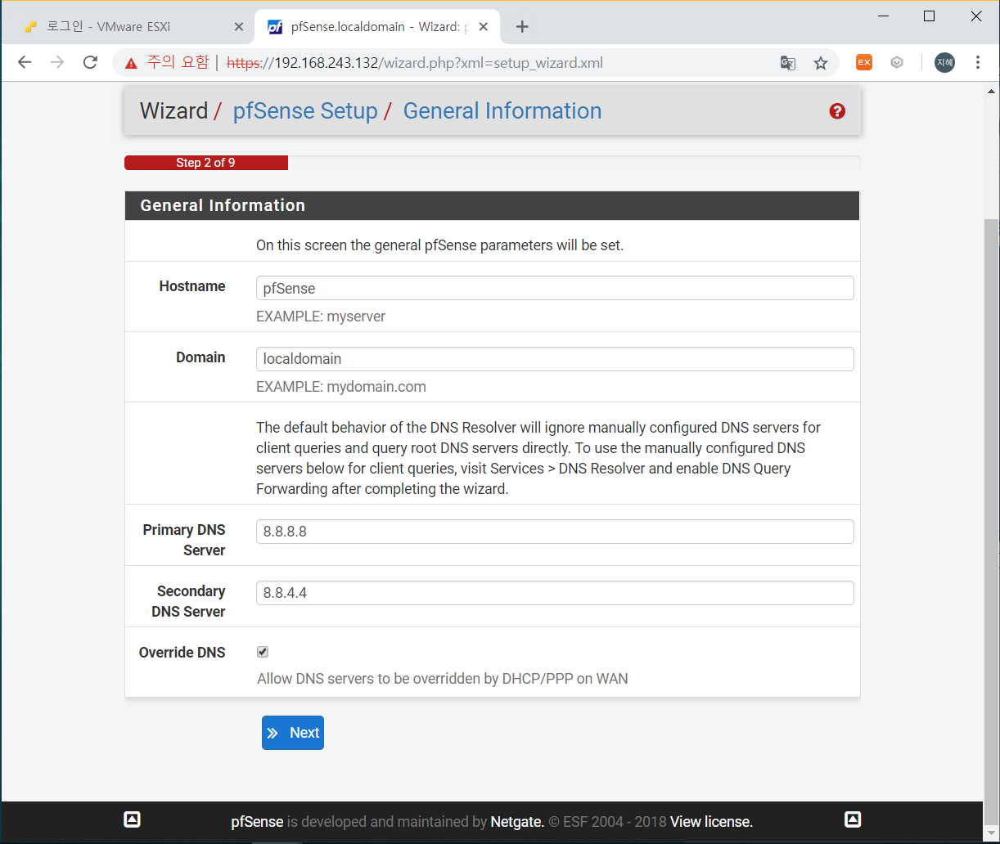 로그인 - VMware ESXi
pfSense.localdomain - Wizard: p
주의 요함 | https://192.168.243.132/wizard.php?xml=setup_wizard.xml
EX
지혜
Wizard / pfSense Setup / General Information
Step 2 of 9
General Information
On this screen the general pfSense parameters will be set.
Hostname
pfSense
EXAMPLE: myserver
Domain
localdomain
EXAMPLE: mydomain.com
The default behavior of the DNS Resolver will ignore manually configured DNS servers for
client queries and query root DNS servers directly. To use the manually configured DNS
servers below for client queries, visit Services > DNS Resolver and enable DNS Query
Forwarding after completing the wizard.
Primary DNS
Server
8.8.8.8
Secondary
DNS Server
8.8.4.4
Override DNS
Allow DNS servers to be overridden by DHCP/PPP on WAN
Next
pfSense is developed and maintained by Netgate. © ESF 2004 - 2018 View license.